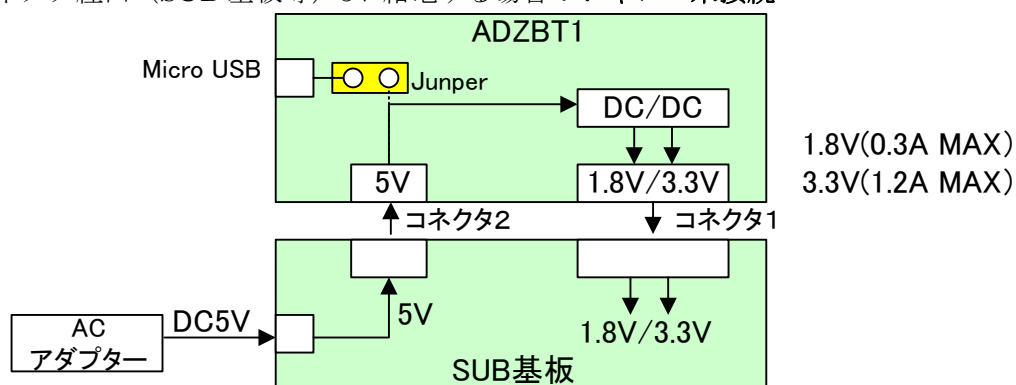 ADZBT1
Micro USB
Junper
DC/DC
1.8V(0.3A MAX)
5V
1.8V/3.3V
3.3V(1.2A MAX)
コネクタ2
コネクタ1
5V
1.8V/3.3V
AC
アダプター
DC5V
SUB基板